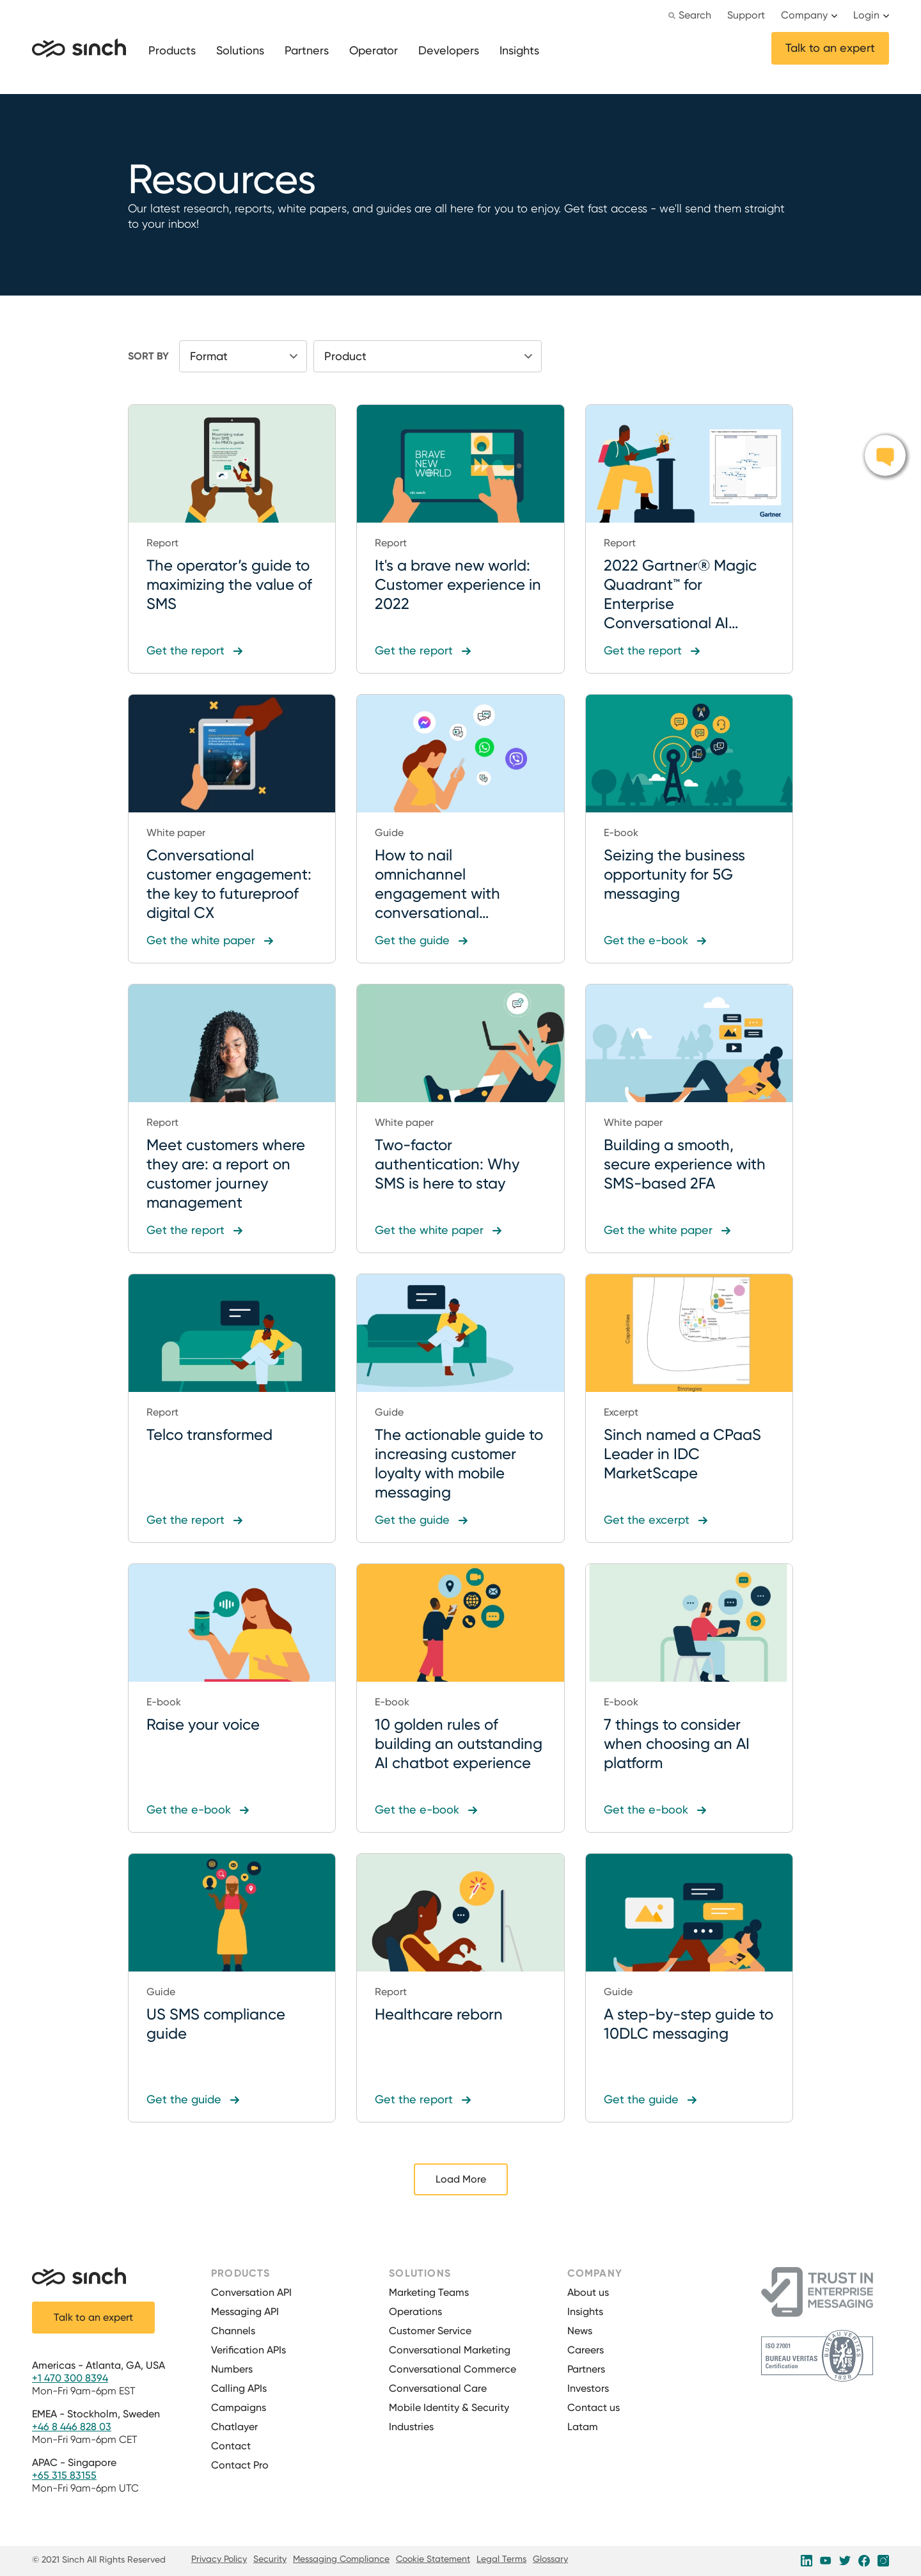 Search Support Company Login
sinch Products Solutions Partners Operator Developers Insights Talk to an expert
Resources
Our latest research, reports, white papers, and guides are all here for you to enjoy. Get fast access - we'll send them straight
to your inbox!
SORT BY Format Product
BRAVE
NEW
WORLD
Gartner
Report
The operator's guide to
maximizing the value of
SMS
Get the report
Report
It's a brave new world:
Customer experience in
2022
Get the report
Report
2022 Gartner® Magic
Quadrant™ for
Enterprise
Conversational AI...
Get the report
White paper
Conversational
customer engagement:
the key to futureproof
digital CX
Get the white paper
Guide
How to nail
omnichannel
engagement with
conversational...
Get the guide
E-book
Seizing the business
opportunity for 5G
messaging
Get the e-book
Report
Meet customers where
they are: a report on
customer journey
management
Get the report
White paper
Two-factor
authentication: Why
SMS is here to stay
Get the white paper
White paper
Building a smooth,
secure experience with
SMS-based 2FA
Get the white paper
Capabilities
Strategies
Report
Telco transformed
Get the report
Guide
The actionable guide to
increasing customer
loyalty with mobile
messaging
Get the guide
Excerpt
Sinch named a CPaaS
Leader in IDC
MarketScape
Get the excerpt
E-book
Raise your voice
Get the e-book
E-book
10 golden rules of
building an outstanding
AI chatbot experience
Get the e-book
E-book
7 things to consider
when choosing an AI
platform
Get the e-book
Guide
US SMS compliance
guide
Get the guide
Report
Healthcare reborn
Get the report
Guide
A step-by-step guide to
10DLC messaging
Get the guide
Load More
sinch
Talk to an expert
Americas - Atlanta, GA, USA
+1 470 300 8394
Mon-Fri 9am-6pm EST
EMEA - Stockholm, Sweden
+46 8 446 828 03
Mon-Fri 9am-6pm CET
APAC - Singapore
+65 315 83155
Mon-Fri 9am-6pm UTC
PRODUCTS
Conversation API
Messaging API
Channels
Verification APIs
Numbers
Calling APIs
Campaigns
Chatlayer
Contact
Contact Pro
SOLUTIONS
Marketing Teams
Operations
Customer Service
Conversational Marketing
Conversational Commerce
Conversational Care
Mobile Identity & Security
Industries
COMPANY
About us
Insights
News
Careers
Partners
Investors
Contact us
Latam
TRUST IN
ENTERPRISE
MESSAGING
ISO 27001
BUREAU VERITAS
Certification
BUREAU VERITAS
1828
© 2021 Sinch All Rights Reserved Privacy Policy Security Messaging Compliance Cookie Statement Legal Terms Glossary